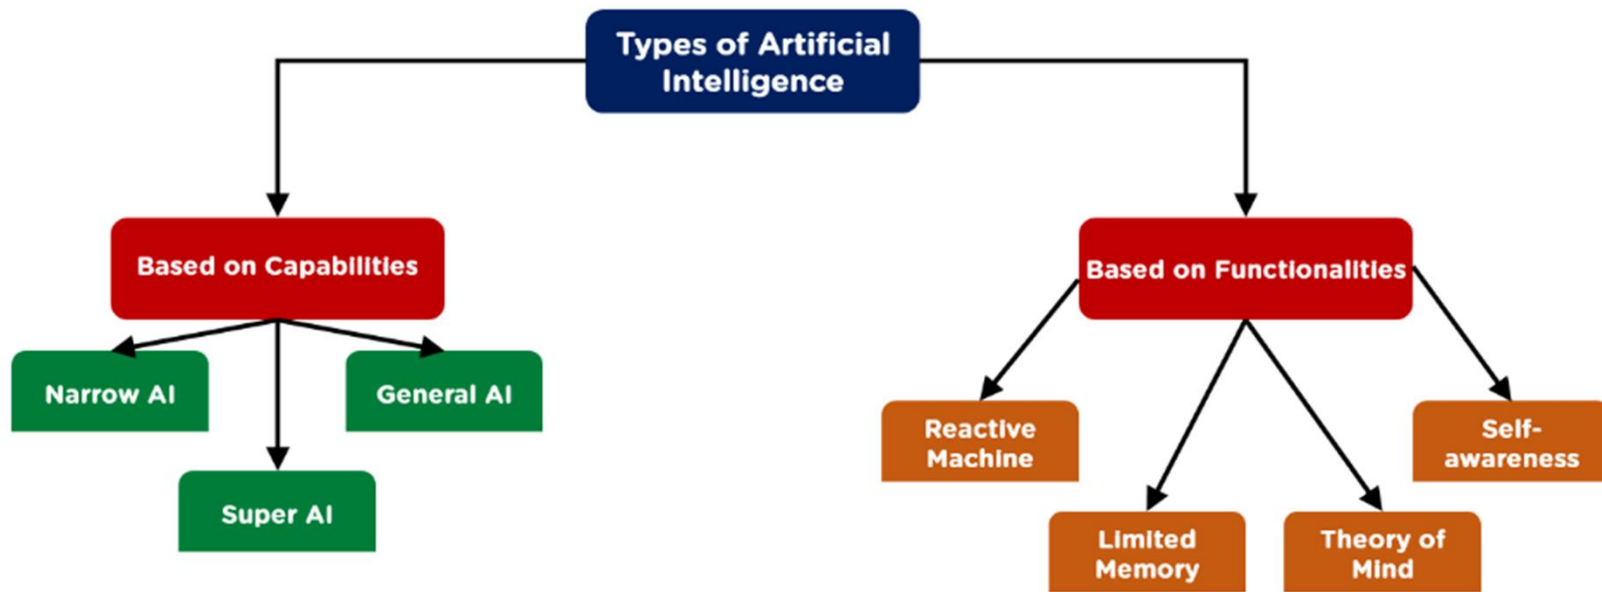 Types of Artificial
Intelligence
Based on Capabilities
Based on Functionalities
Narrow AI
General AI
Super AI
Reactive
Machine
Self-
awareness
Limited
Memory
Theory of
Mind